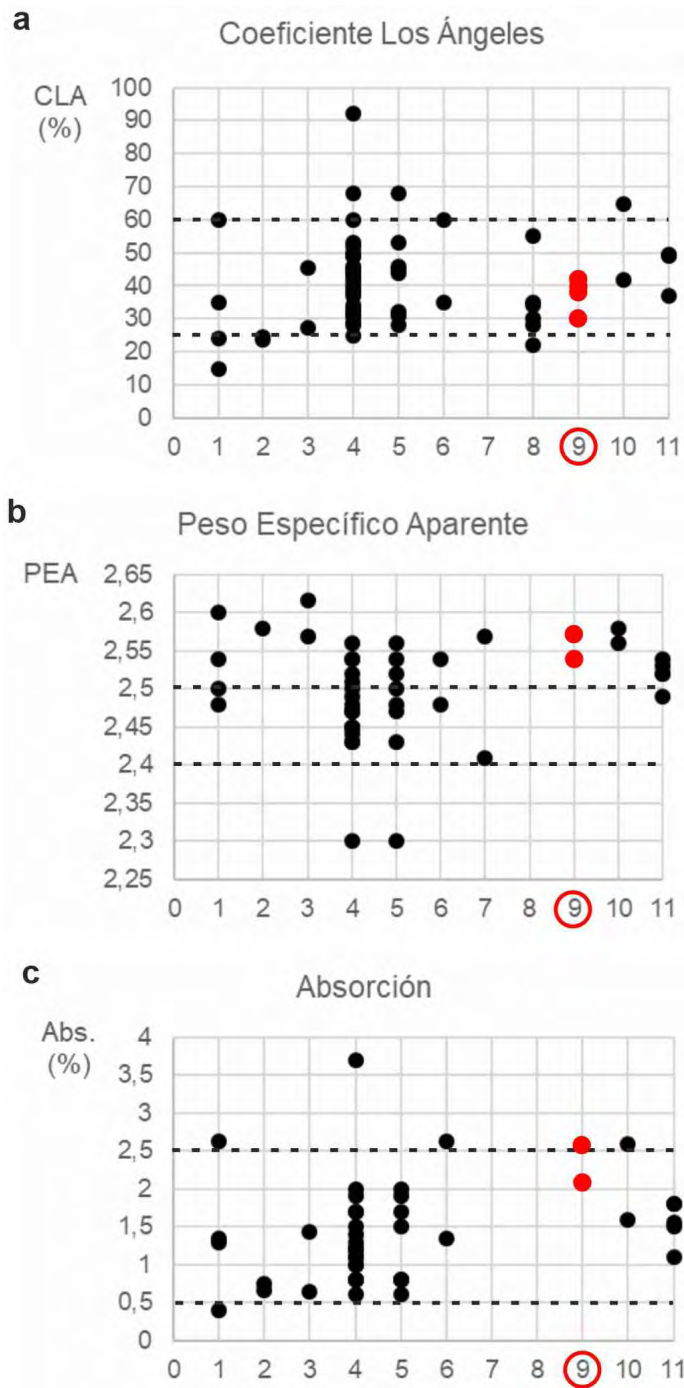 a
Coeficiente Los Ángeles
CLA
(%)
100
90
80
70
60
50
40
30
20
10
0
0 1 2 3 4 5 6 7 8 9 10 11
b
Peso Específico Aparente
PEA
2,65
2,6
2,55
2,5
2,45
2,4
2,35
2,3
2,25
0 1 2 3 4 5 6 7 8 9 10 11
c
Absorción
Abs.
(%)
4
3,5
3
2,5
2
1,5
1
0,5
0
0 1 2 3 4 5 6 7 8 9 10 11